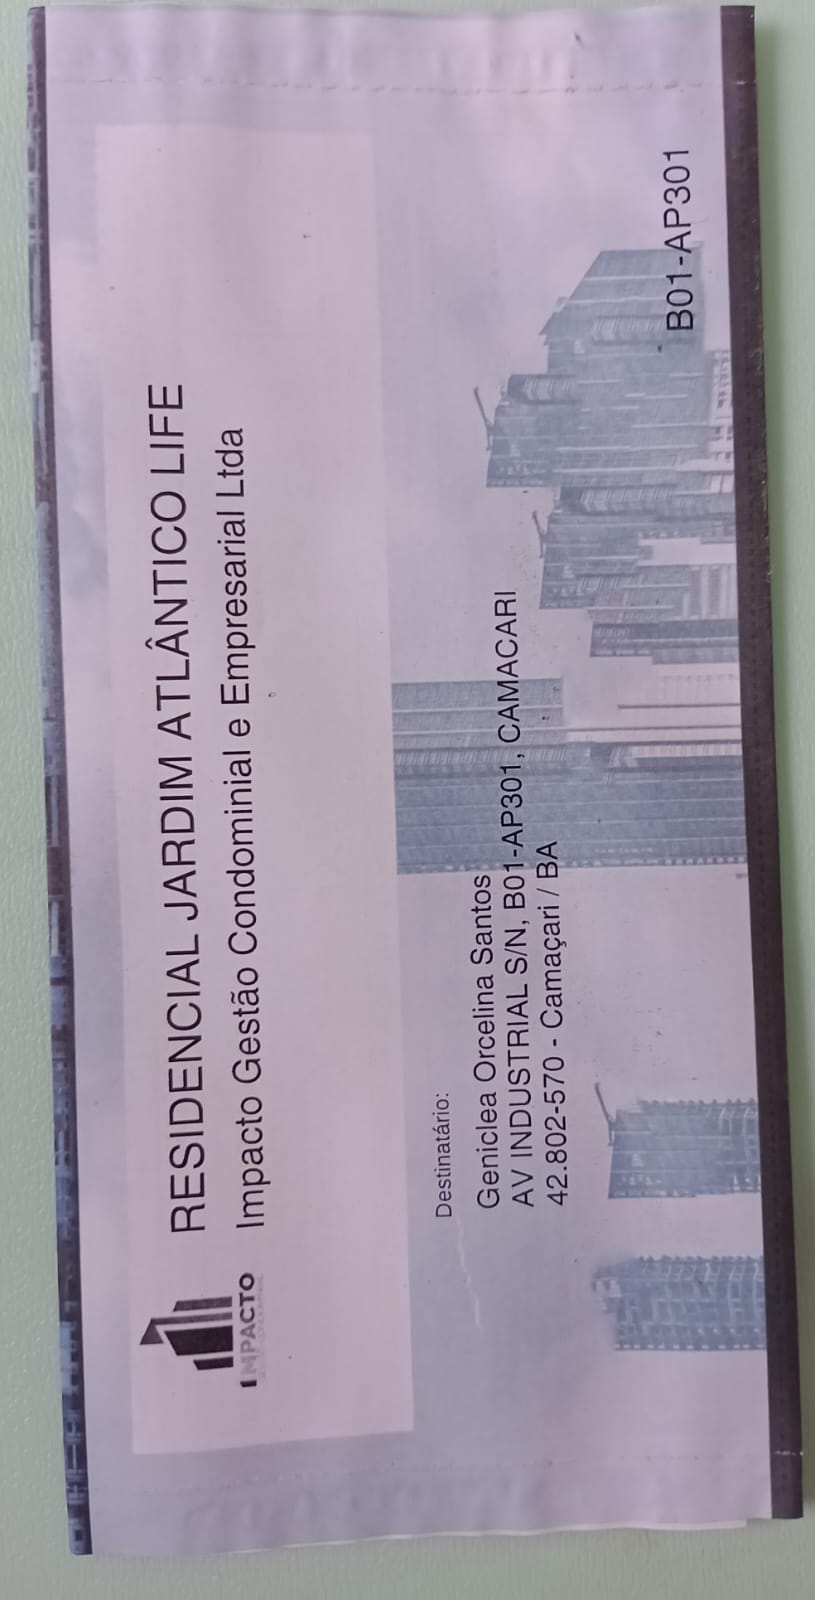 RESIDENCIAL JARDIM ATLÂNTICO LIFE
Impacto Gestão Condominial e Empresarial Ltda
IMPACTO
Destinatário:
Geniclea Orcelina Santos
AV INDUSTRIAL S/N, B01-AP301, CAMACARI
42.802-570 - Camaçari / BA
B01-AP301